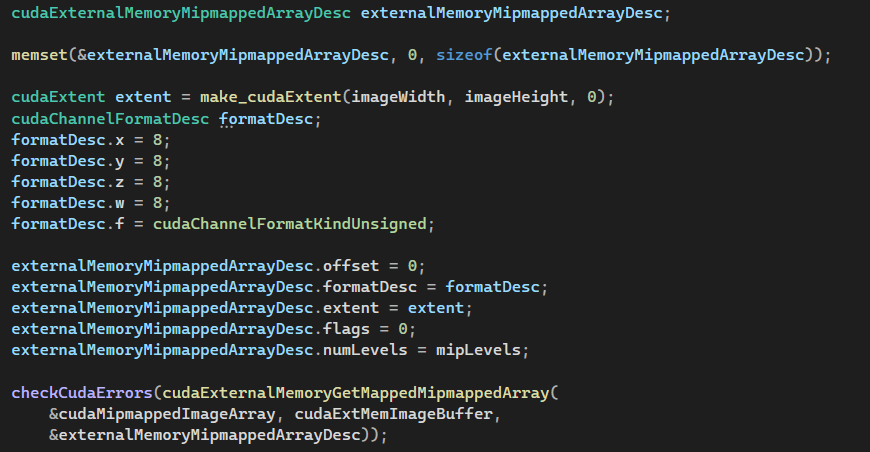 cudaExternalMemoryMipmappedArrayDesc externalMemoryMipmappedArrayDesc;
memset(&externalMemoryMipmappedArrayDesc, 0, sizeof(externalMemoryMipmappedArrayDesc));
cudaExtent extent = make_cudaExtent(imageWidth, imageHeight, 0);
cudaChannelFormatDesc formatDesc;
formatDesc.x = 8;
formatDesc.y = 8;
formatDesc.z = 8;
formatDesc.w = 8;
formatDesc.f = cudaChannelFormatKindUnsigned;
externalMemoryMipmappedArrayDesc.offset = 0;
externalMemoryMipmappedArrayDesc.formatDesc = formatDesc;
externalMemoryMipmappedArrayDesc.extent = extent;
externalMemoryMipmappedArrayDesc.flags = 0;
externalMemoryMipmappedArrayDesc.numLevels = mipLevels;
checkCudaErrors(cudaExternalMemoryGetMappedMipmappedArray(
    &cudaMipmappedImageArray, cudaExtMemImageBuffer,
    &externalMemoryMipmappedArrayDesc));